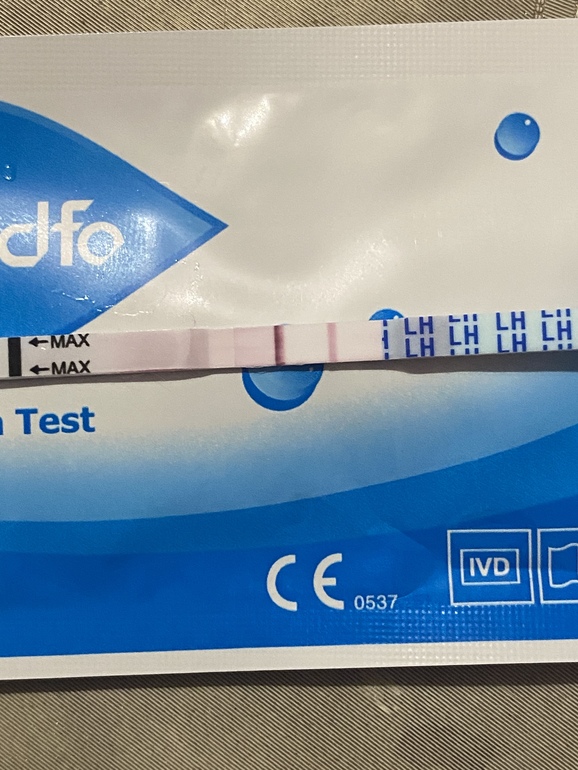 dfo
←MAX
←MAX
LH LH LH LH
LH LH LH LH
Test
CE 0537
IVD